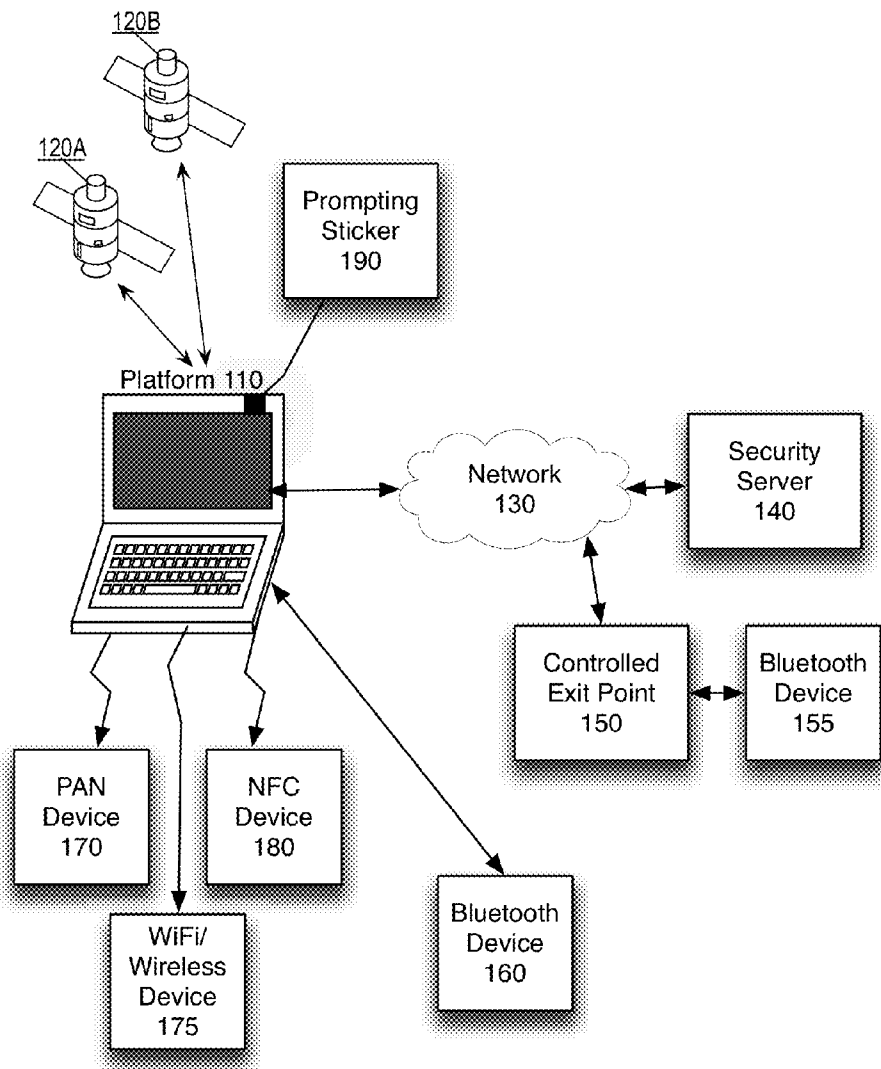 120B
120A
Prompting
Sticker
190
Platform 110
Network
130
Security
Server
140
Controlled
Exit Point
150
Bluetooth
Device
155
PAN
Device
170
NFC
Device
180
WiFi/
Wireless
Device
175
Bluetooth
Device
160